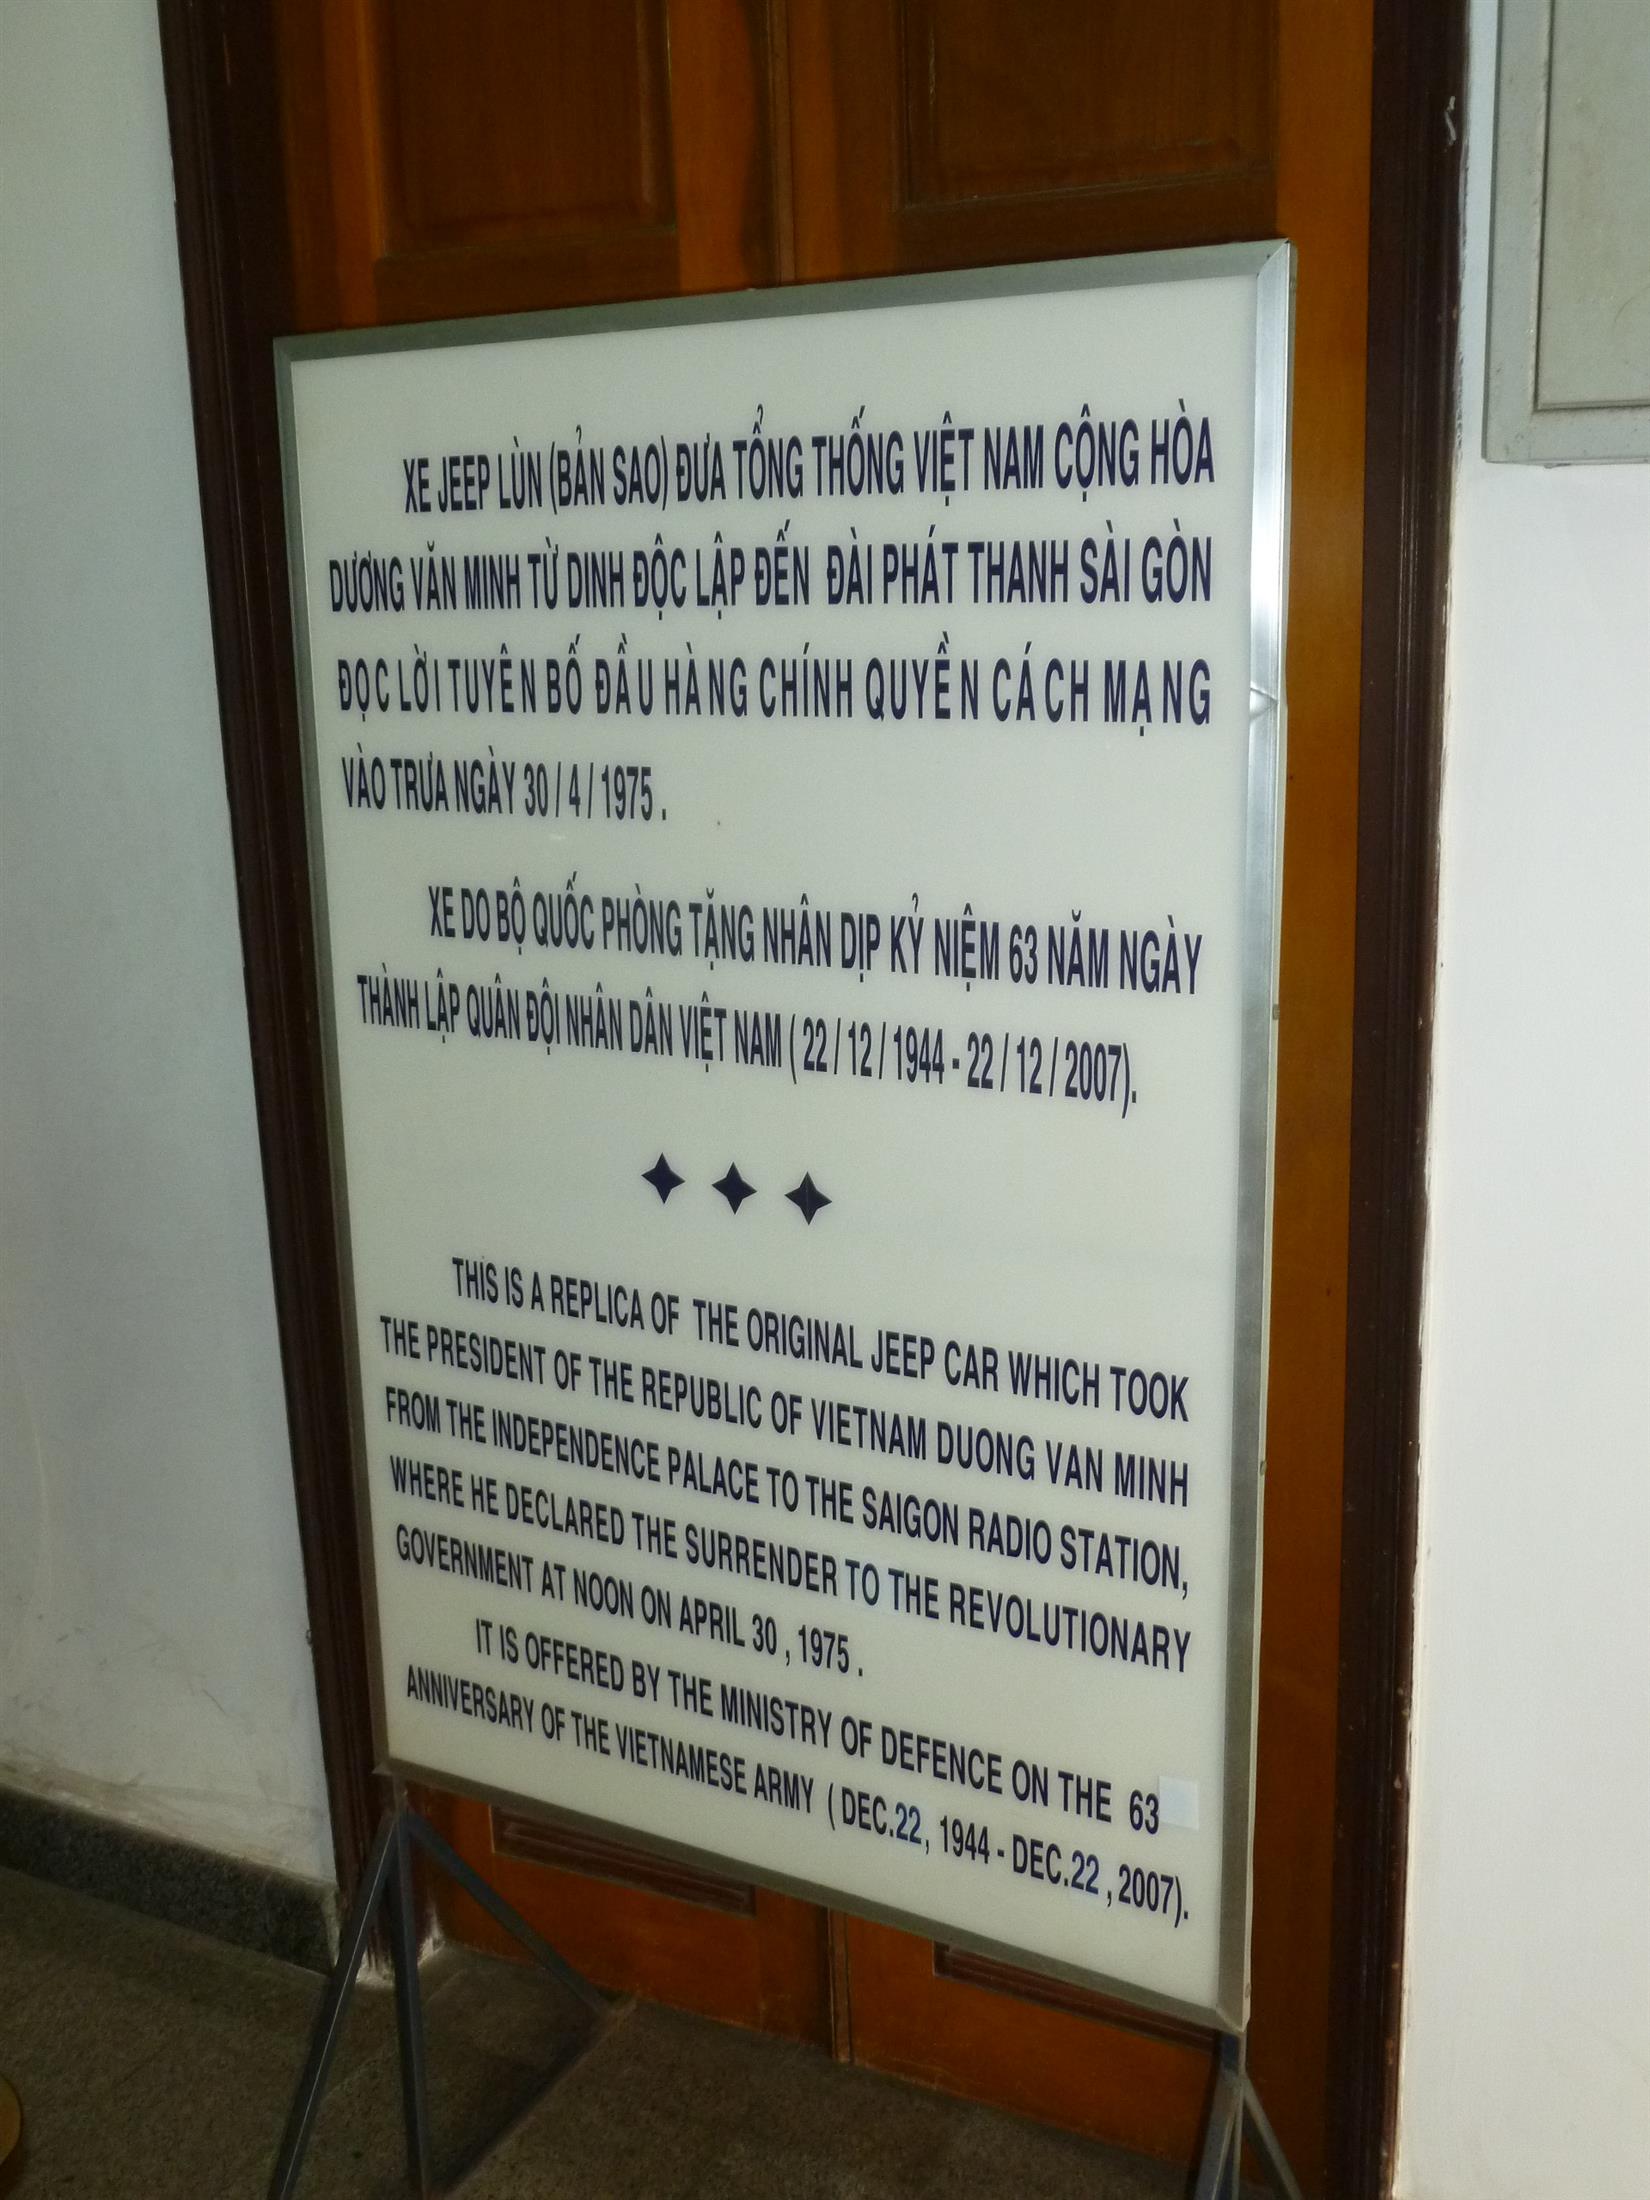 XE JEEP LÙN (BẢN SAO) ĐƯA TỔNG THỐNG VIỆT NAM CỘNG HÒA
DƯƠNG VĂN MINH TỪ DINH ĐỘC LẬP ĐẾN ĐÀI PHÁT THANH SÀI GÒN
ĐỌC LỜI TUYÊN BỐ ĐẦU HÀNG CHÍNH QUYỀN CÁCH MẠNG
VÀO TRƯA NGÀY 30 / 4 / 1975 .
XE DO BỘ QUỐC PHÒNG TẶNG NHÂN DỊP KỶ NIỆM 63 NĂM NGÀY
THÀNH LẬP QUÂN ĐỘI NHÂN DÂN VIỆT NAM ( 22 / 12 / 1944 - 22 / 12 / 2007).
THIS IS A REPLICA OF THE ORIGINAL JEEP CAR WHICH TOOK
THE PRESIDENT OF THE REPUBLIC OF VIETNAM DUONG VAN MINH
FROM THE INDEPENDENCE PALACE TO THE SAIGON RADIO STATION,
WHERE HE DECLARED THE SURRENDER TO THE REVOLUTIONARY
GOVERNMENT AT NOON ON APRIL 30 , 1975 .
IT IS OFFERED BY THE MINISTRY OF DEFENCE ON THE 63
ANNIVERSARY OF THE VIETNAMESE ARMY ( DEC.22, 1944 - DEC.22 , 2007).